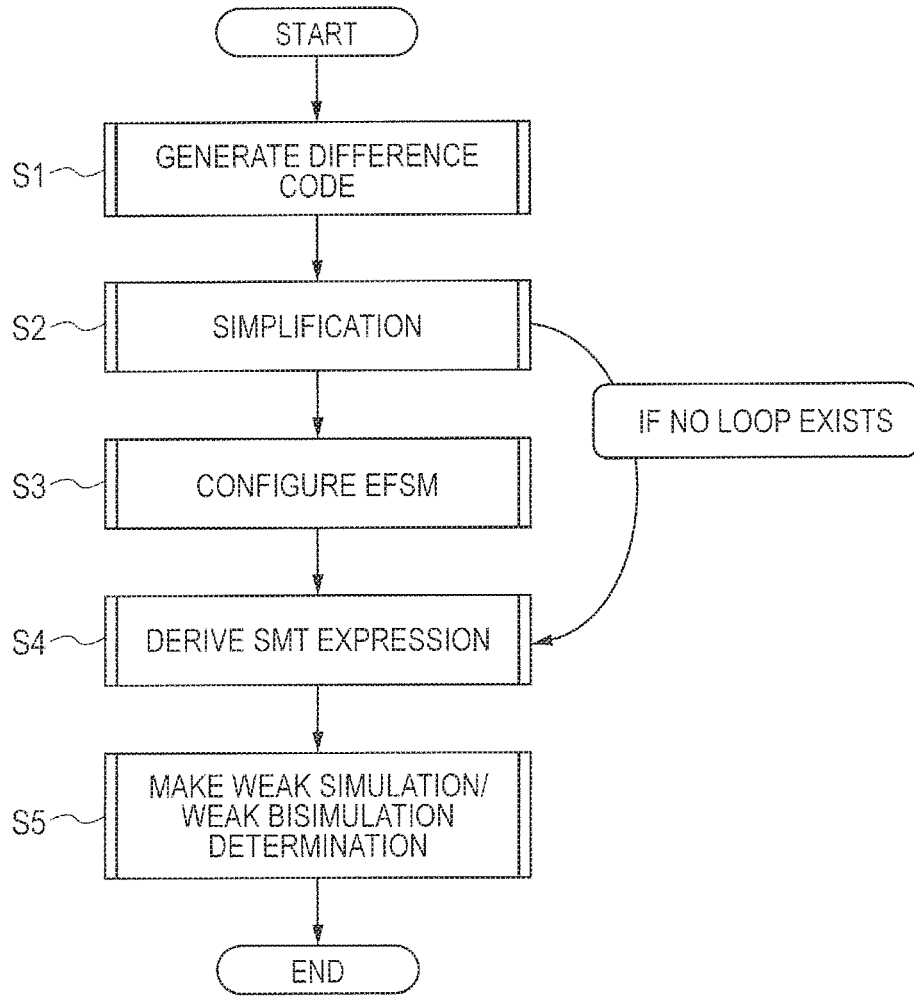 START
S1
GENERATE DIFFERENCE
CODE
S2
SIMPLIFICATION
IF NO LOOP EXISTS
S3
CONFIGURE EFSM
S4
DERIVE SMT EXPRESSION
S5
MAKE WEAK SIMULATION/
WEAK BISIMULATION
DETERMINATION
END